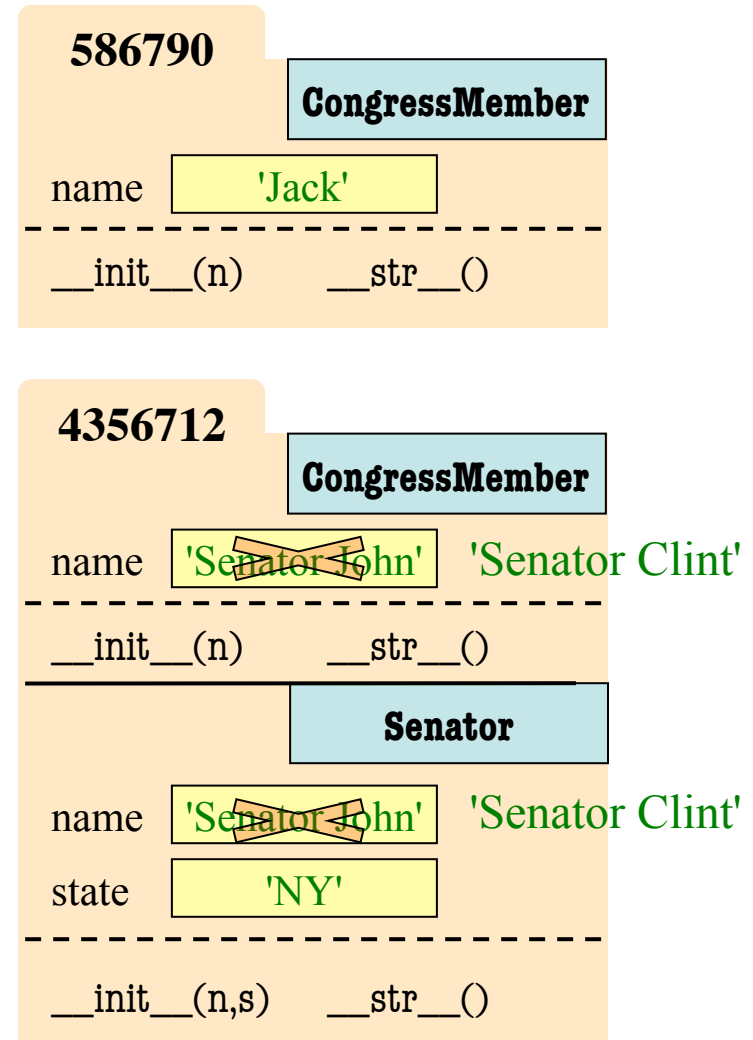 586790
CongressMember
name 'Jack'
__init__(n) __str__()
4356712
CongressMember
name 'Senator John' 'Senator Clint'
__init__(n) __str__()
Senator
name 'Senator John' 'Senator Clint'
state 'NY'
__init__(n,s) __str__()